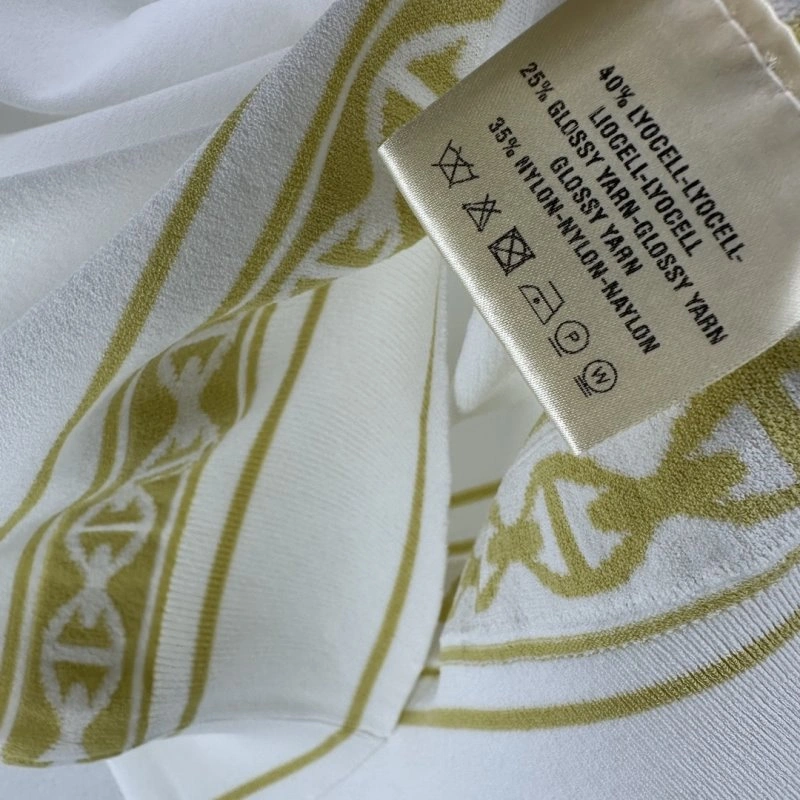 40% LYOCELL-LYOCELL-
LIOCELL-LYOCELL
25% GLOSSY YARN-GLOSSY YARN
GLOSSY YARN
35% NYLON-NYLON-NAYLON
P
W